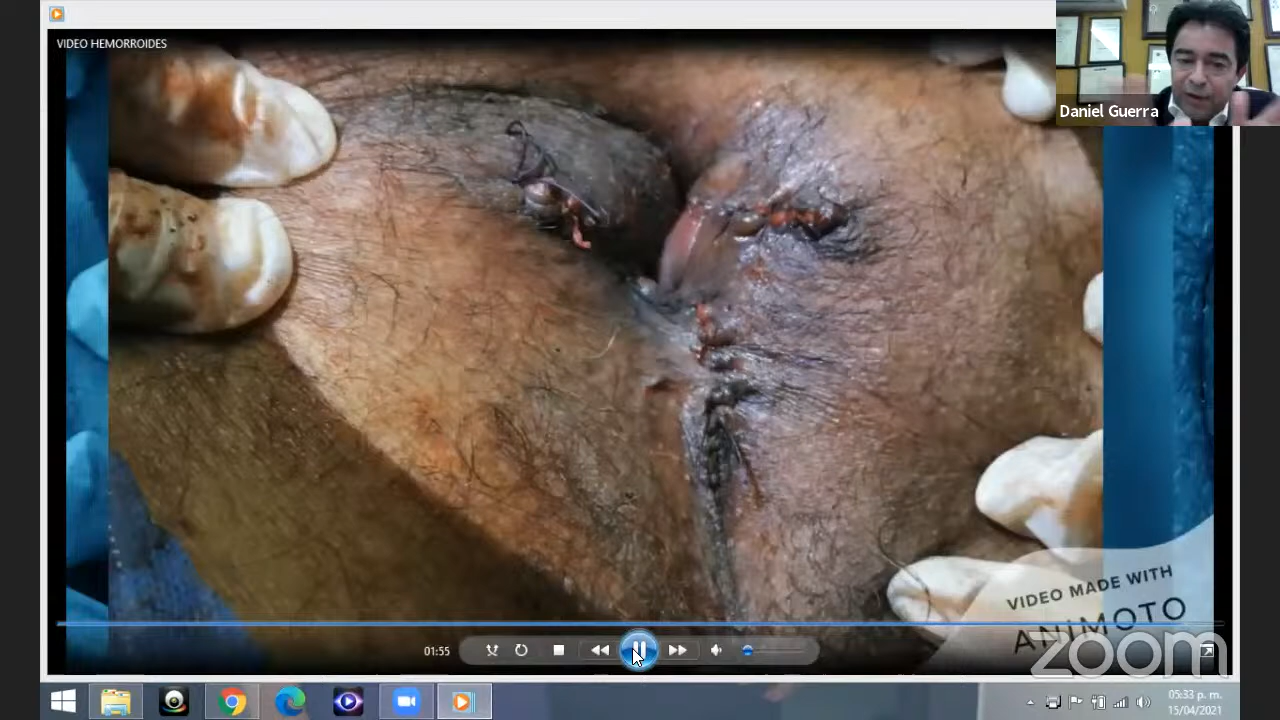 VIDEO HEMORROIDES
Daniel Guerra
VIDEO MADE WITH
ANIMOTO
zoom
01:55
05:33 p. m.
15/04/2021